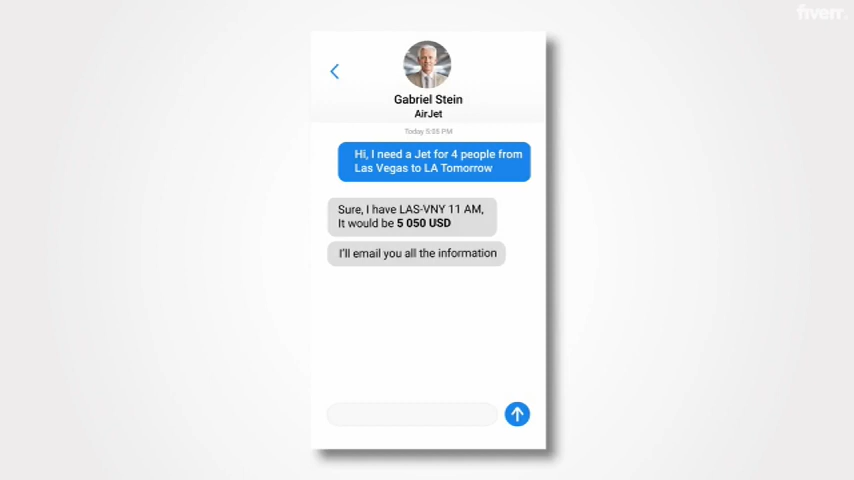 fiverr.
Gabriel Stein
AirJet
Today 5:55 PM
Hi, I need a Jet for 4 people from
Las Vegas to LA Tomorrow
Sure, I have LAS-VNY 11 AM,
It would be 5 050 USD
I'll email you all the information